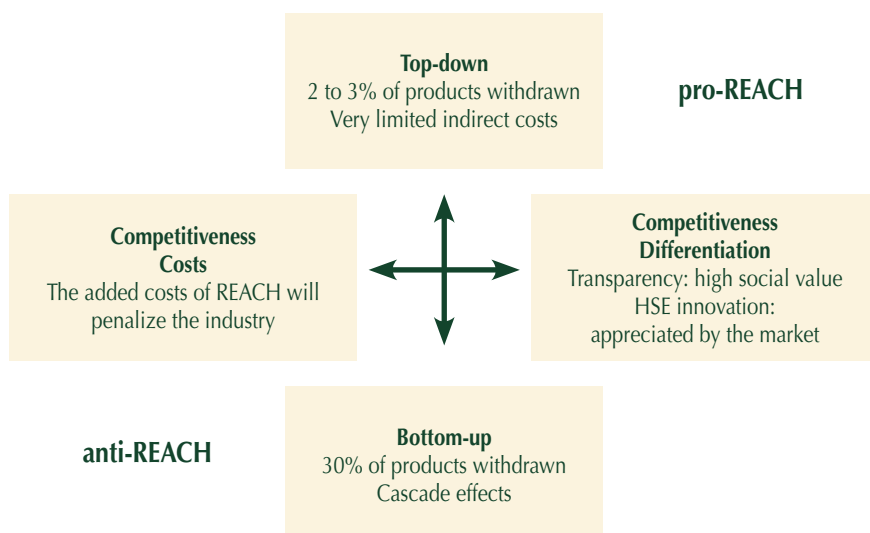 Top-down
2 to 3% of products withdrawn
Very limited indirect costs
pro-REACH
Competitiveness
Costs
The added costs of REACH will
penalize the industry
Competitiveness
Differentiation
Transparency: high social value
HSE innovation:
appreciated by the market
anti-REACH
Bottom-up
30% of products withdrawn
Cascade effects